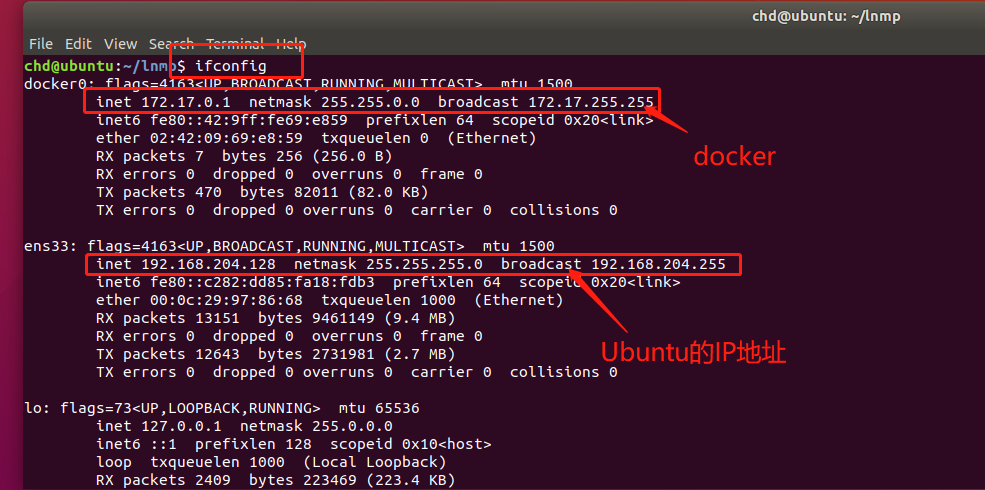 chd@ubuntu: ~/lnmp
File Edit View Search Terminal Help
chd@ubuntu:~/lnmp$ ifconfig
docker0: flags=4163<UP,BROADCAST,RUNNING,MULTICAST> mtu 1500
inet 172.17.0.1 netmask 255.255.0.0 broadcast 172.17.255.255
inet6 fe80::42:9ff:fe69:e859 prefixlen 64 scopeid 0x20<link>
ether 02:42:09:69:e8:59 txqueuelen 0 (Ethernet)
docker
RX packets 7 bytes 256 (256.0 B)
RX errors 0 dropped 0 overruns 0 frame 0
TX packets 470 bytes 82011 (82.0 KB)
TX errors 0 dropped 0 overruns 0 carrier 0 collisions 0
ens33: flags=4163<UP,BROADCAST,RUNNING,MULTICAST> mtu 1500
inet 192.168.204.128 netmask 255.255.255.0 broadcast 192.168.204.255
inet6 fe80::c282:dd85:fa18:fdb3 prefixlen 64 scopeid 0x20<link>
ether 00:0c:29:97:86:68 txqueuelen 1000 (Ethernet)
RX packets 13151 bytes 9461149 (9.4 MB)
RX errors 0 dropped 0 overruns 0 frame 0
Ubuntu的IP地址
TX packets 12643 bytes 2731981 (2.7 MB)
TX errors 0 dropped 0 overruns 0 carrier 0 collisions 0
lo: flags=73<UP,LOOPBACK,RUNNING> mtu 65536
inet 127.0.0.1 netmask 255.0.0.0
inet6 ::1 prefixlen 128 scopeid 0x10<host>
loop txqueuelen 1000 (Local Loopback)
RX packets 2409 bytes 223469 (223.4 KB)